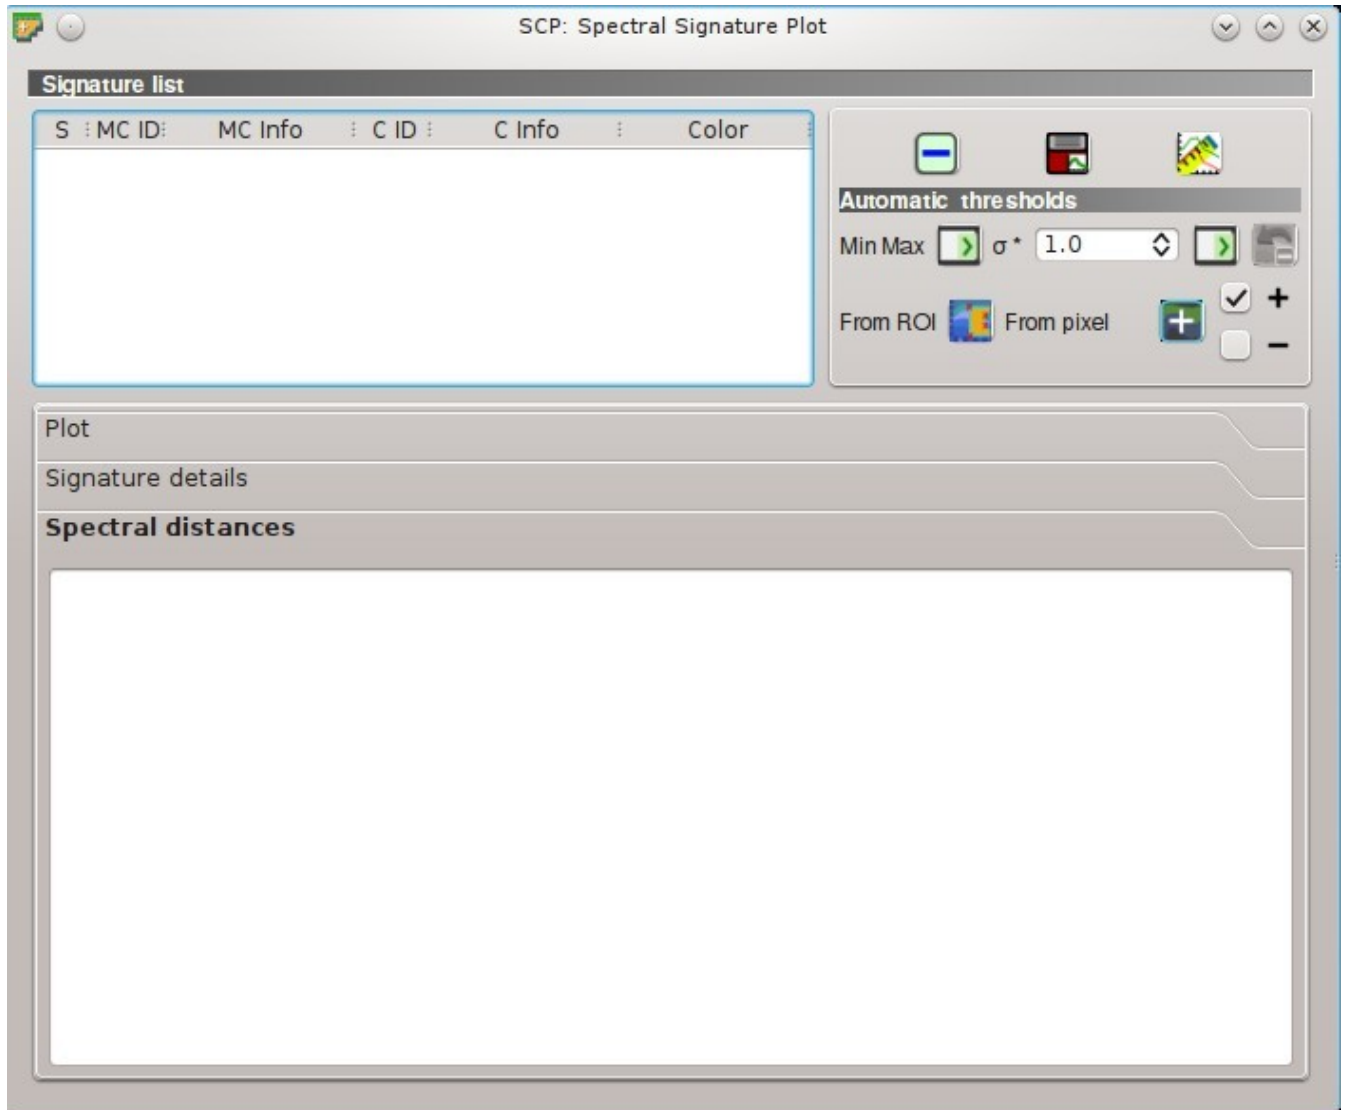 SCP: Spectral Signature Plot
Signature list
S MC ID MC Info C ID C Info Color
Automatic thresholds
Min Max σ * 1.0
+
From ROI From pixel
−
Plot
Signature details
Spectral distances